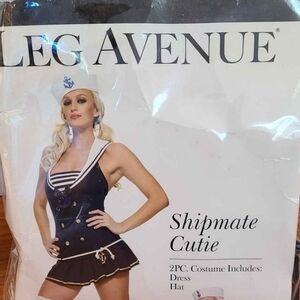 LEG AVENUE®
Shipmate
Cutie
2PC. Costume Includes:
Dress
Hat